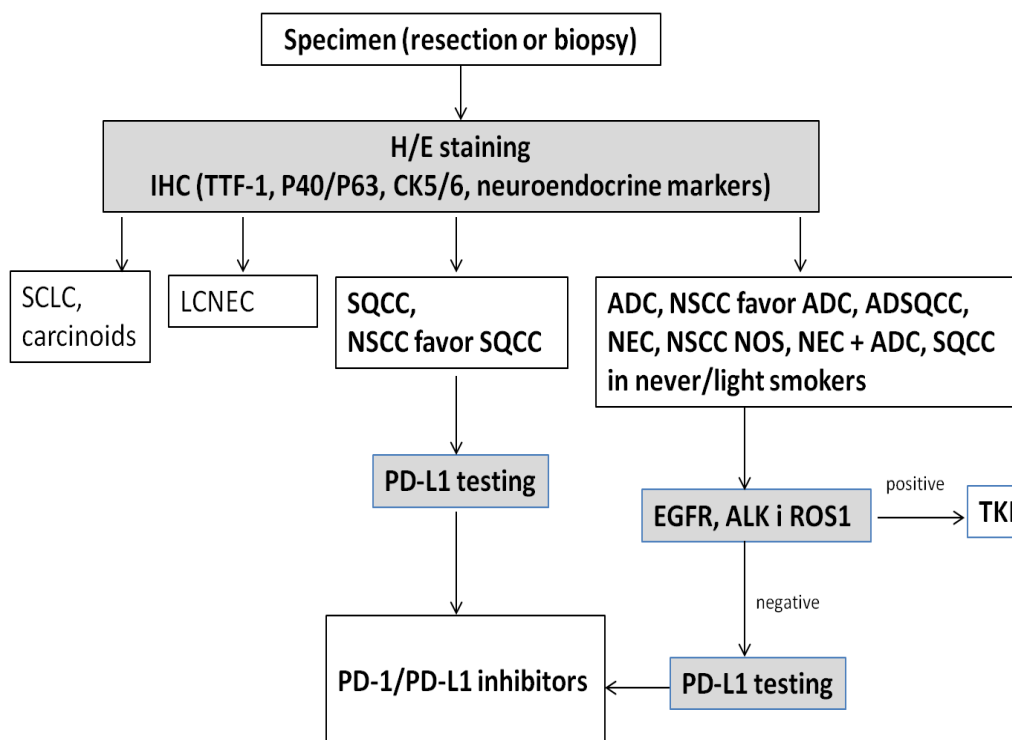 Specimen (resection or biopsy)
H/E staining
IHC (TTF-1, P40/P63, CK5/6, neuroendocrine markers)
SCLC,
carcinoids
LCNEC
SQCC,
NSCC favor SQCC
ADC, NSCC favor ADC, ADSQCC,
NEC, NSCC NOS, NEC + ADC, SQCC
in never/light smokers
PD-L1 testing
EGFR, ALK i ROS1
positive
TKI
negative
PD-1/PD-L1 inhibitors
PD-L1 testing